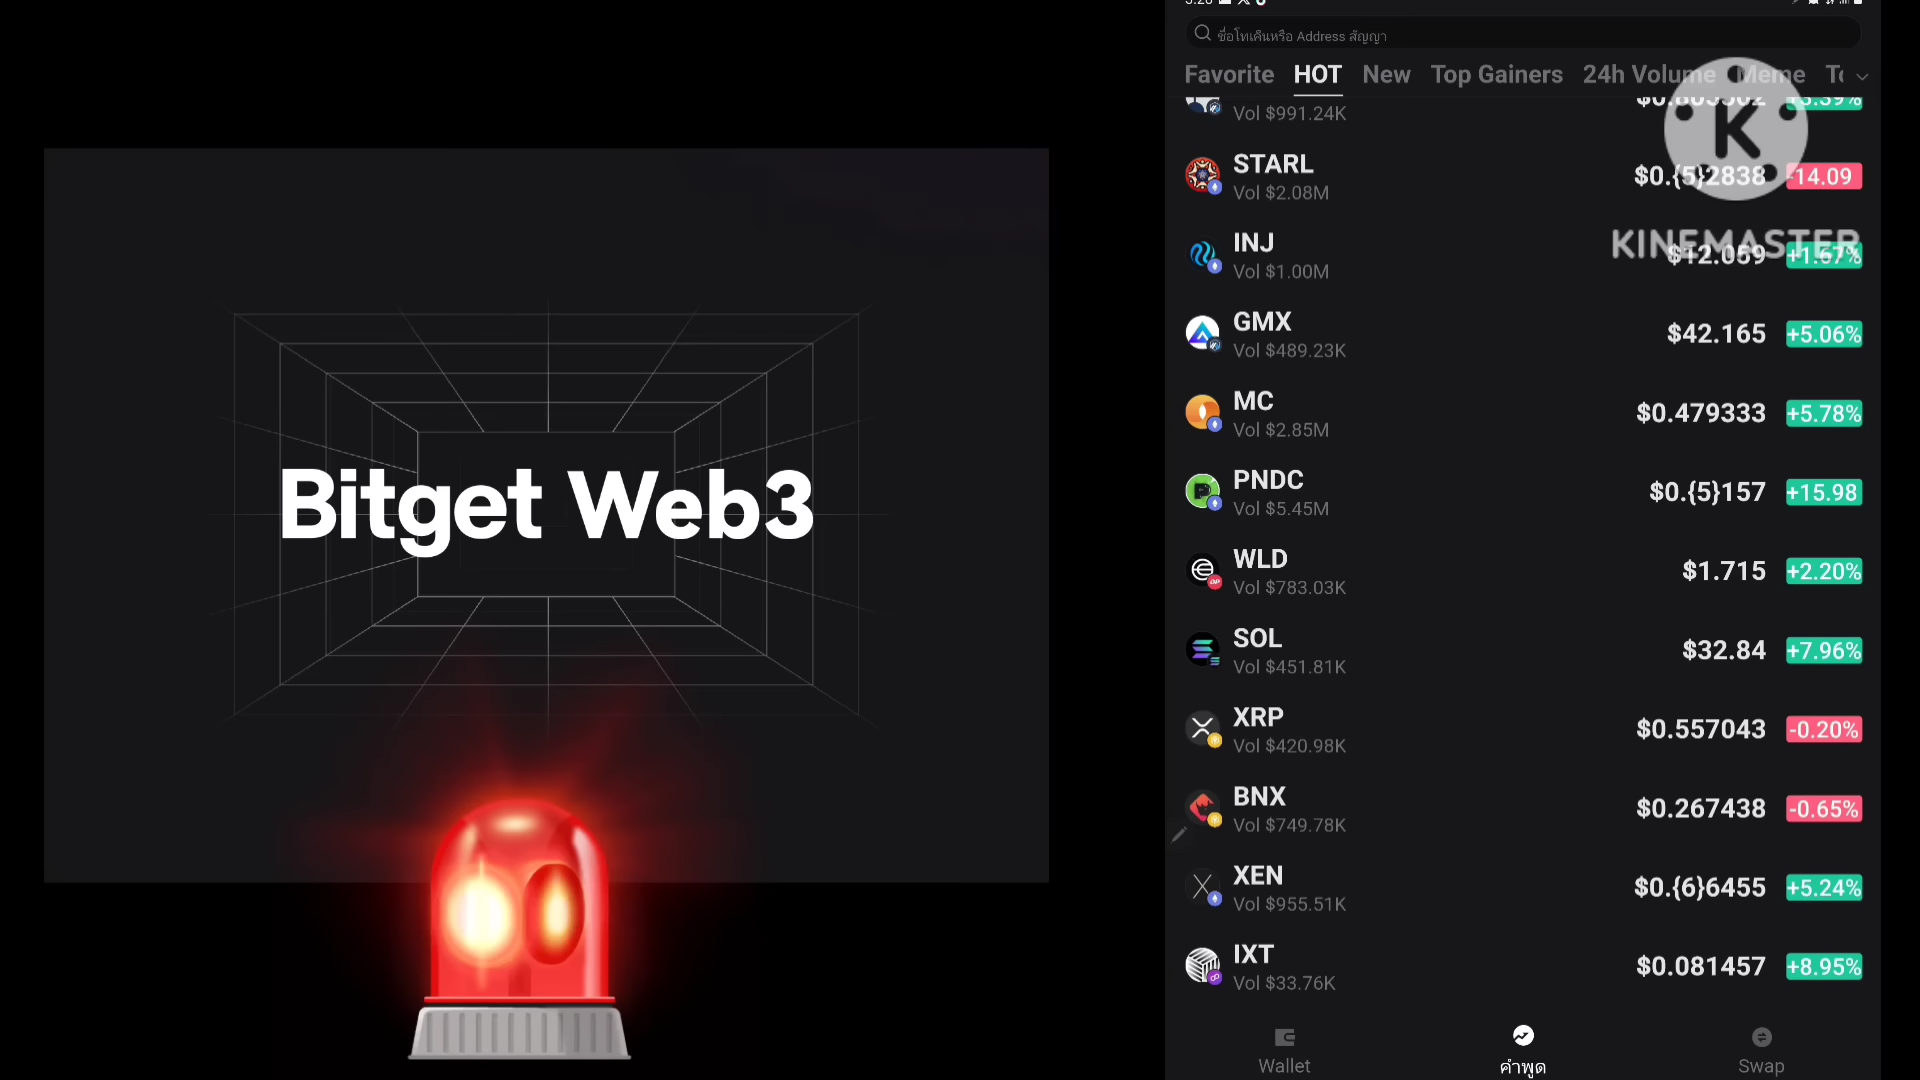 Bitget Web3
ชื่อโทเค็นหรือ Address สัญญา
Favorite HOT New Top Gainers 24h Volume Meme
Vol $991.24K
STARL $0.{5}2838 -14.09
Vol $2.08M
KINEMASTER
INJ $12.059 +1.57%
Vol $1.00M
GMX $42.165 +5.06%
Vol $489.23K
MC $0.479333 +5.78%
Vol $2.85M
PNDC $0.{5}157 +15.98
Vol $5.45M
WLD $1.715 +2.20%
Vol $783.03K
SOL $32.84 +7.96%
Vol $451.81K
XRP $0.557043 -0.20%
Vol $420.98K
BNX $0.267438 -0.65%
Vol $749.78K
XEN $0.{6}6455 +5.24%
Vol $955.51K
IXT $0.081457 +8.95%
Vol $33.76K
Wallet คำพูด Swap